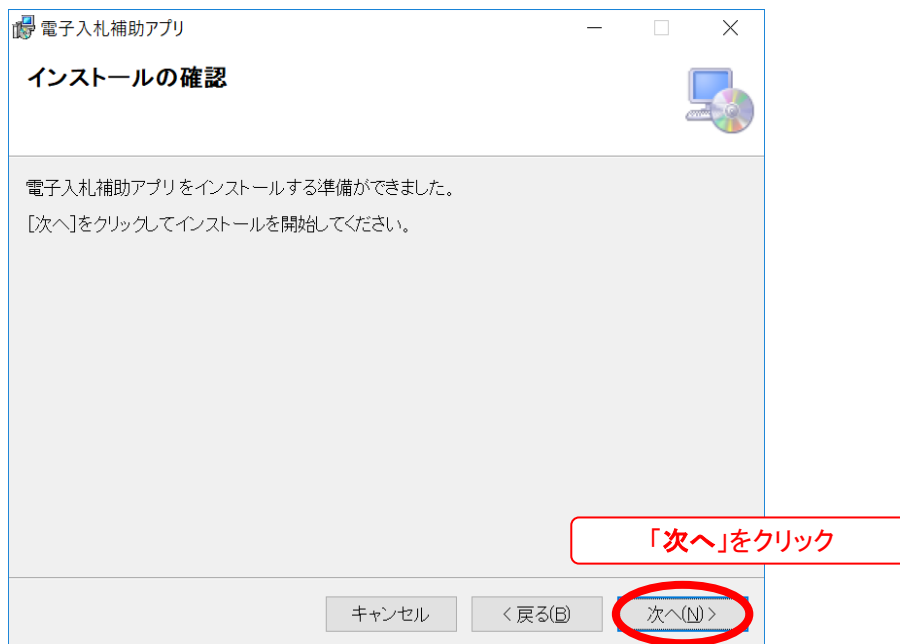 電子入札補助アプリ
インストールの確認
電子入札補助アプリをインストールする準備ができました。
[次へ]をクリックしてインストールを開始してください。
「次へ」をクリック
キャンセル
< 戻る(B)
次へ(N) >